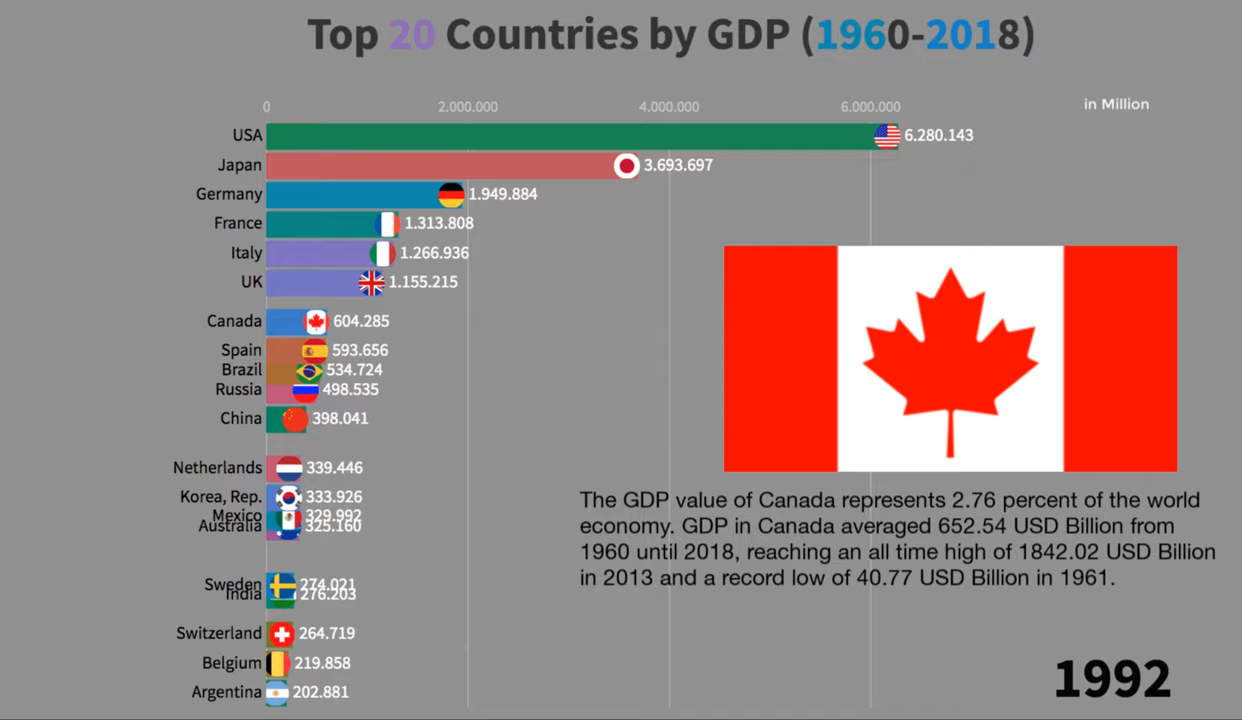 Top 20 Countries by GDP (1960-2018)
0 2.000.000 4.000.000 6.000.000 in Million
USA 6.280.143
Japan 3.693.697
Germany 1.949.884
France 1.313.808
Italy 1.266.936
UK 1.155.215
Canada 604.285
Spain 593.656
Brazil 534.724
Russia 498.535
China 398.041
Netherlands 339.446
Korea, Rep. 333.926
Mexico 329.992
Australia 325.160
Sweden 274.021
India 276.203
Switzerland 264.719
Belgium 219.858
Argentina 202.881
The GDP value of Canada represents 2.76 percent of the world
economy. GDP in Canada averaged 652.54 USD Billion from
1960 until 2018, reaching an all time high of 1842.02 USD Billion
in 2013 and a record low of 40.77 USD Billion in 1961.
1992